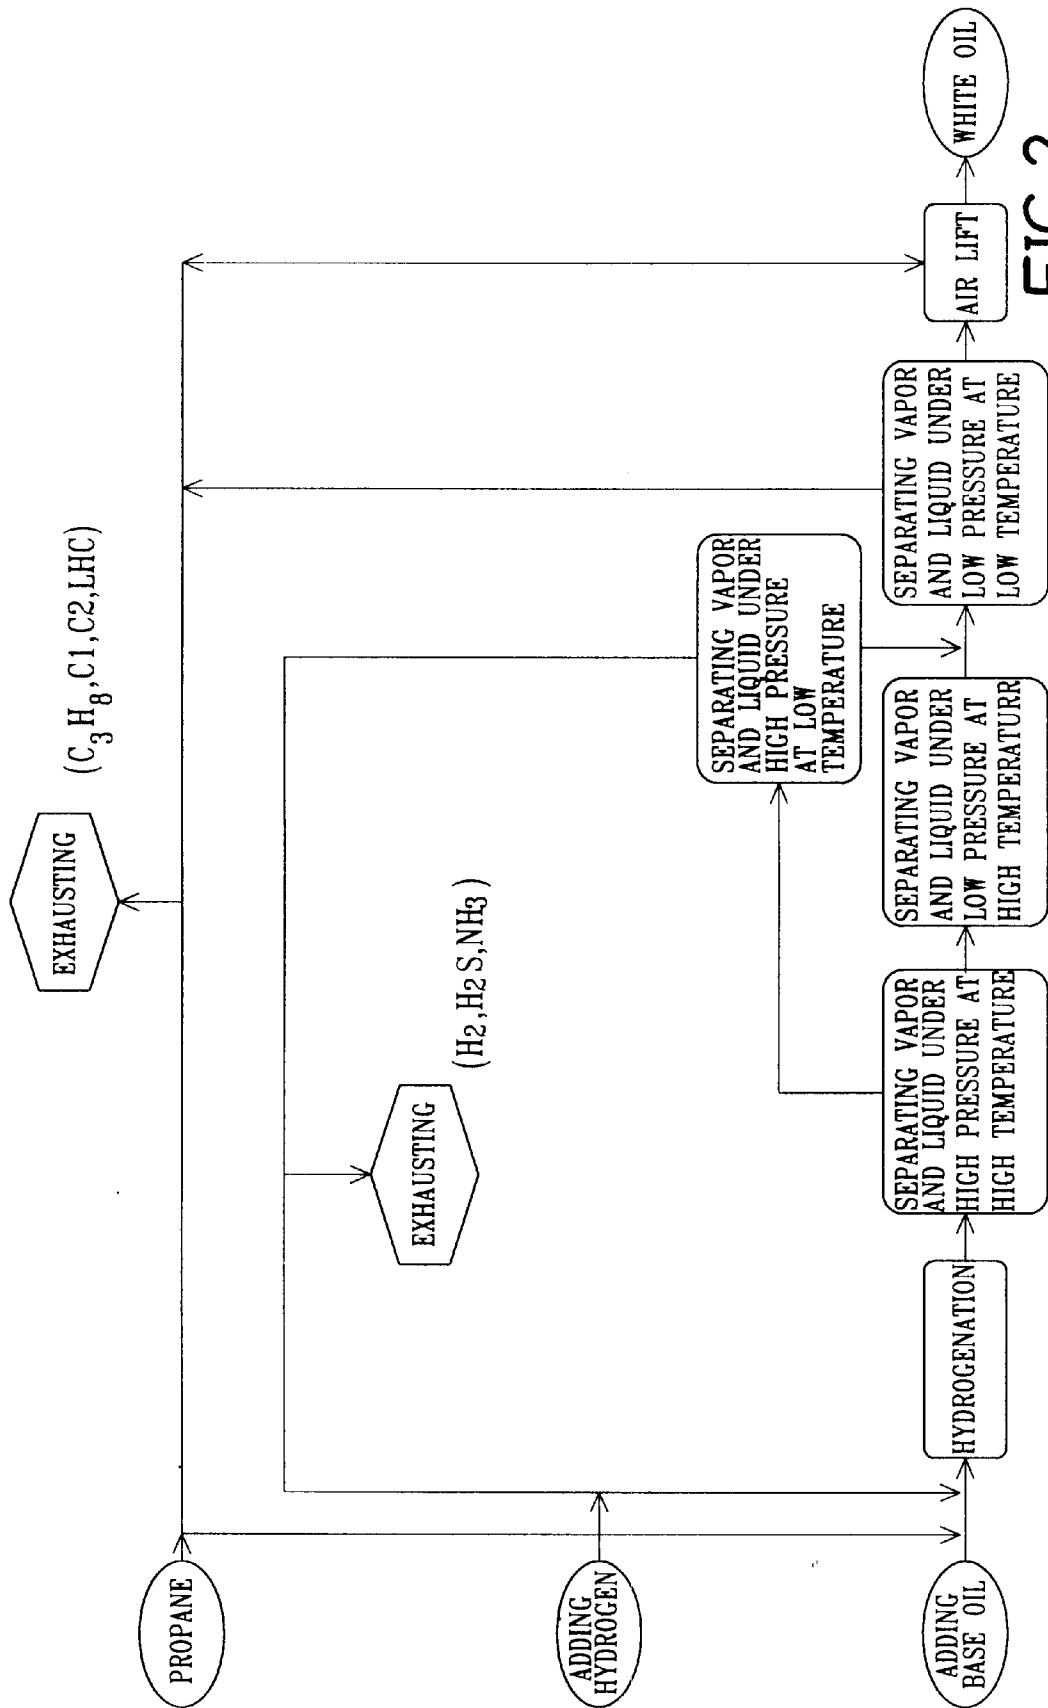 PROPANE
EXHAUSTING
(C3H8,C1,C2,LHC)
EXHAUSTING
(H2,H2S,NH3)
ADDING
HYDROGEN
SEPARATING VAPOR
AND LIQUID UNDER
HIGH PRESSURE
AT LOW
TEMPERATURE
ADDING
BASE OIL
HYDROGENATION
SEPARATING VAPOR
AND LIQUID UNDER
HIGH PRESSURE AT
HIGH TEMPERATURE
SEPARATING VAPOR
AND LIQUID UNDER
LOW PRESSURE AT
HIGH TEMPERATURR
SEPARATING VAPOR
AND LIQUID UNDER
LOW PRESSURE AT
LOW TEMPERATURE
AIR LIFT
WHITE OIL
FIG 2